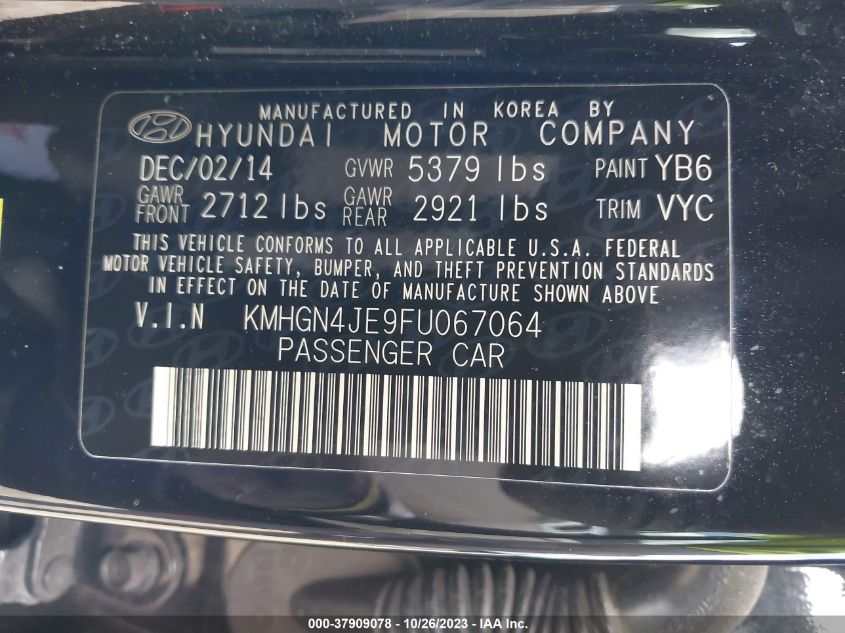 MANUFACTURED IN KOREA BY
HYUNDAI MOTOR COMPANY
DEC/02/14 GVWR 5379 lbs PAINT YB6
GAWR FRONT 2712 lbs GAWR REAR 2921 lbs TRIM VYC
THIS VEHICLE CONFORMS TO ALL APPLICABLE U.S.A. FEDERAL
MOTOR VEHICLE SAFETY, BUMPER, AND THEFT PREVENTION STANDARDS
IN EFFECT ON THE DATE OF MANUFACTURE SHOWN ABOVE
V.I.N KMHGN4JE9FU067064
PASSENGER CAR
000-37909078 - 10/26/2023 - IAAI.com